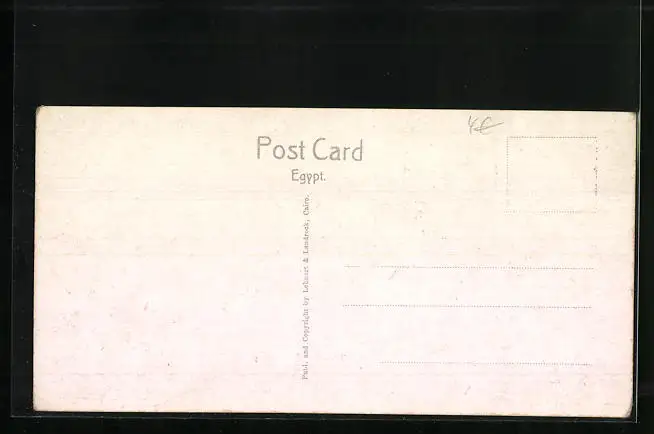 Post Card
Egypt.
Publ. and Copyright by Lehnert & Landrock, Cairo.